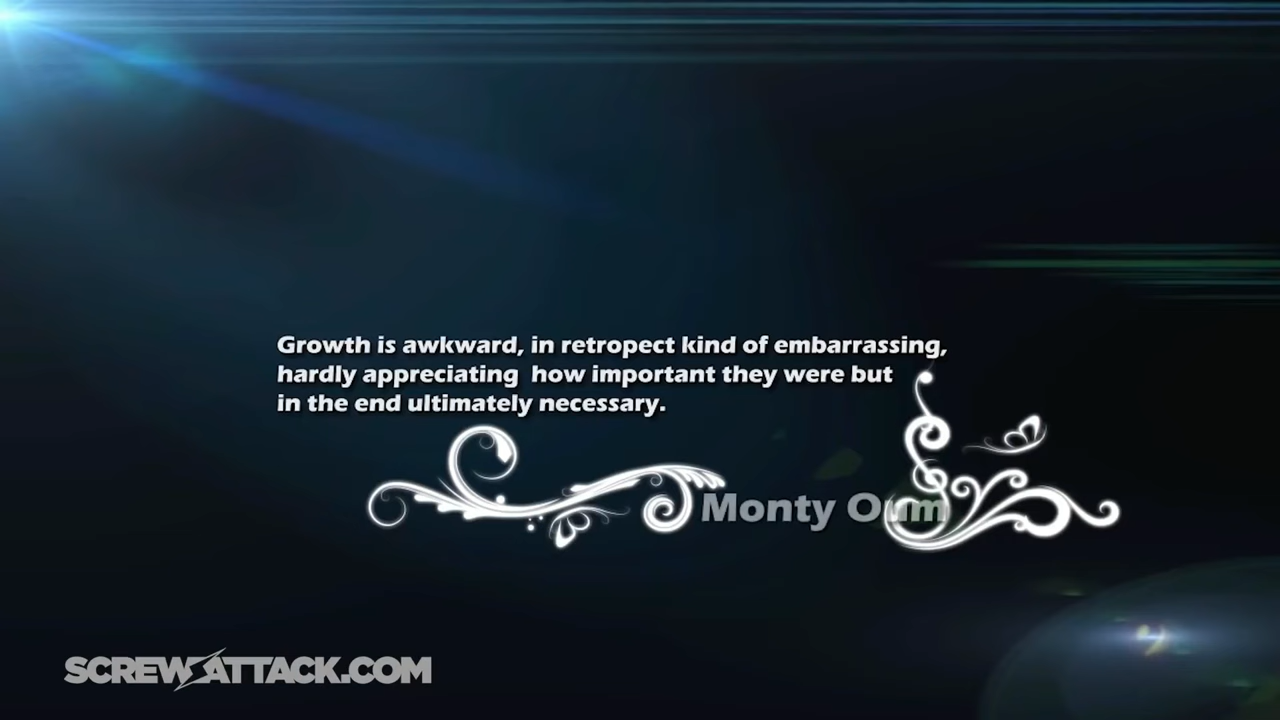 Growth is awkward, in retropect kind of embarrassing,
hardly appreciating how important they were but
in the end ultimately necessary.
Monty Oum
SCREWATTACK.COM